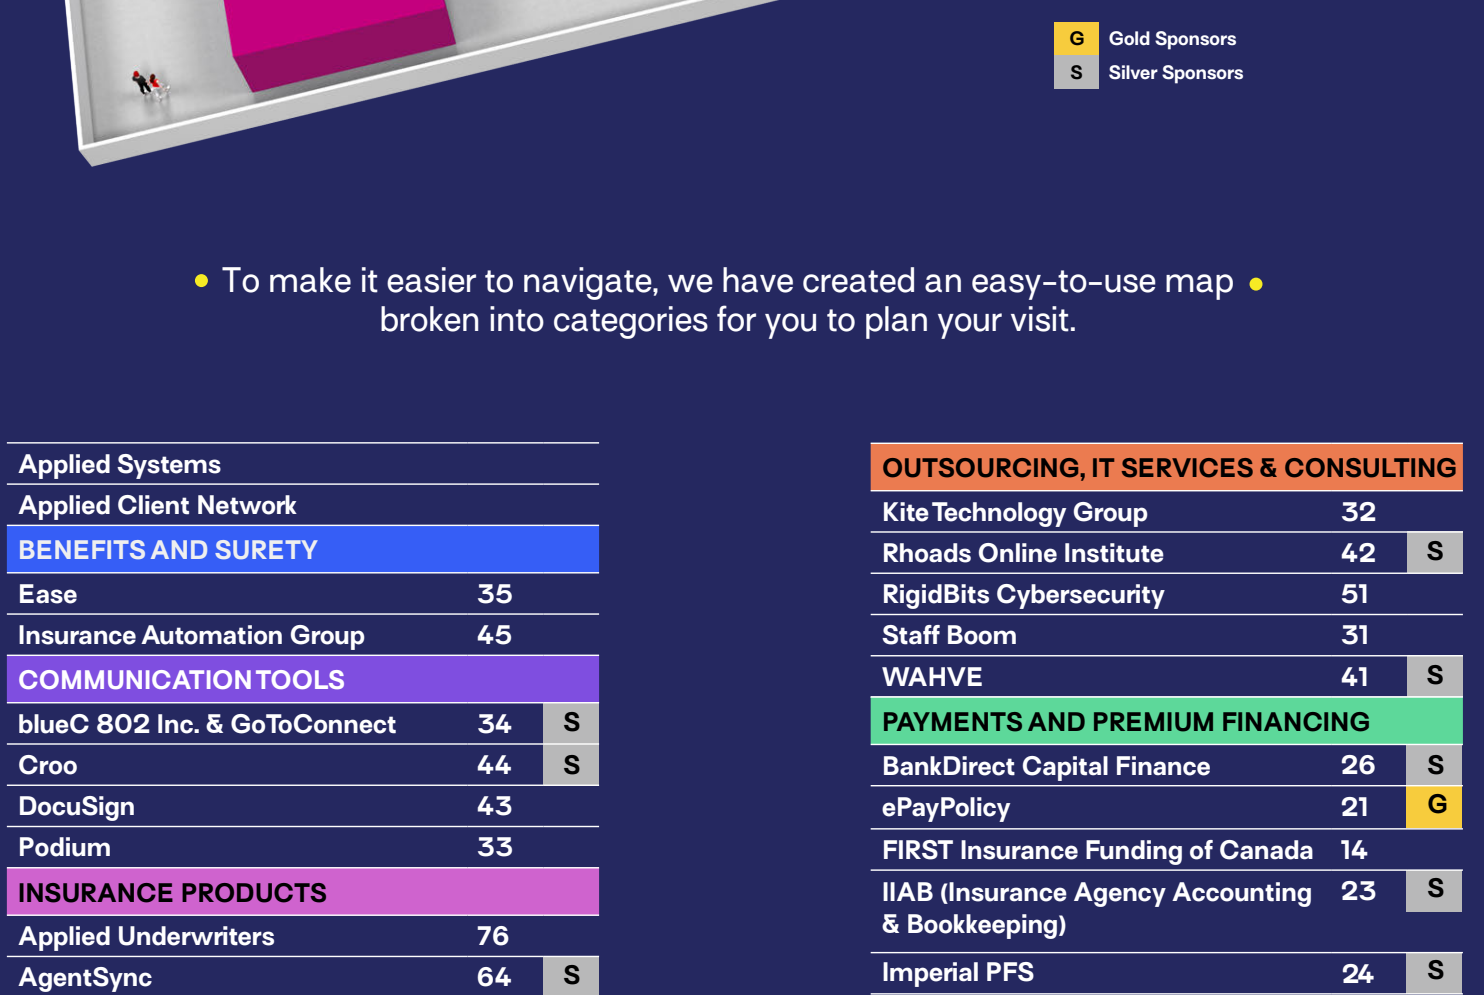 G Gold Sponsors
S Silver Sponsors
To make it easier to navigate, we have created an easy-to-use map
broken into categories for you to plan your visit.
Applied Systems
Applied Client Network
BENEFITS AND SURETY
Ease 35
Insurance Automation Group 45
COMMUNICATION TOOLS
blueC 802 Inc. & GoToConnect 34 S
Croo 44 S
DocuSign 43
Podium 33
INSURANCE PRODUCTS
Applied Underwriters 76
AgentSync 64 S
OUTSOURCING, IT SERVICES & CONSULTING
Kite Technology Group 32
Rhoads Online Institute 42 S
RigidBits Cybersecurity 51
Staff Boom 31
WAHVE 41 S
PAYMENTS AND PREMIUM FINANCING
BankDirect Capital Finance 26 S
ePayPolicy 21 G
FIRST Insurance Funding of Canada 14
IIAB (Insurance Agency Accounting 23 S
& Bookkeeping)
Imperial PFS 24 S